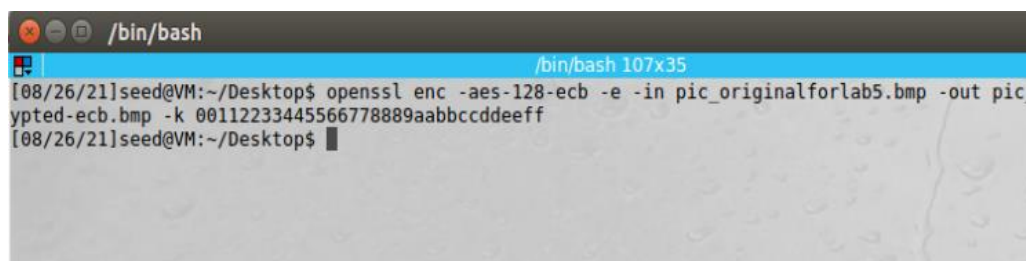 /bin/bash
/bin/bash 107x35
[08/26/21]seed@VM:~/Desktop$ openssl enc -aes-128-ecb -e -in pic_originalforlab5.bmp -out pic
ypted-ecb.bmp -k 00112233445566778889aabbccddeeff
[08/26/21]seed@VM:~/Desktop$